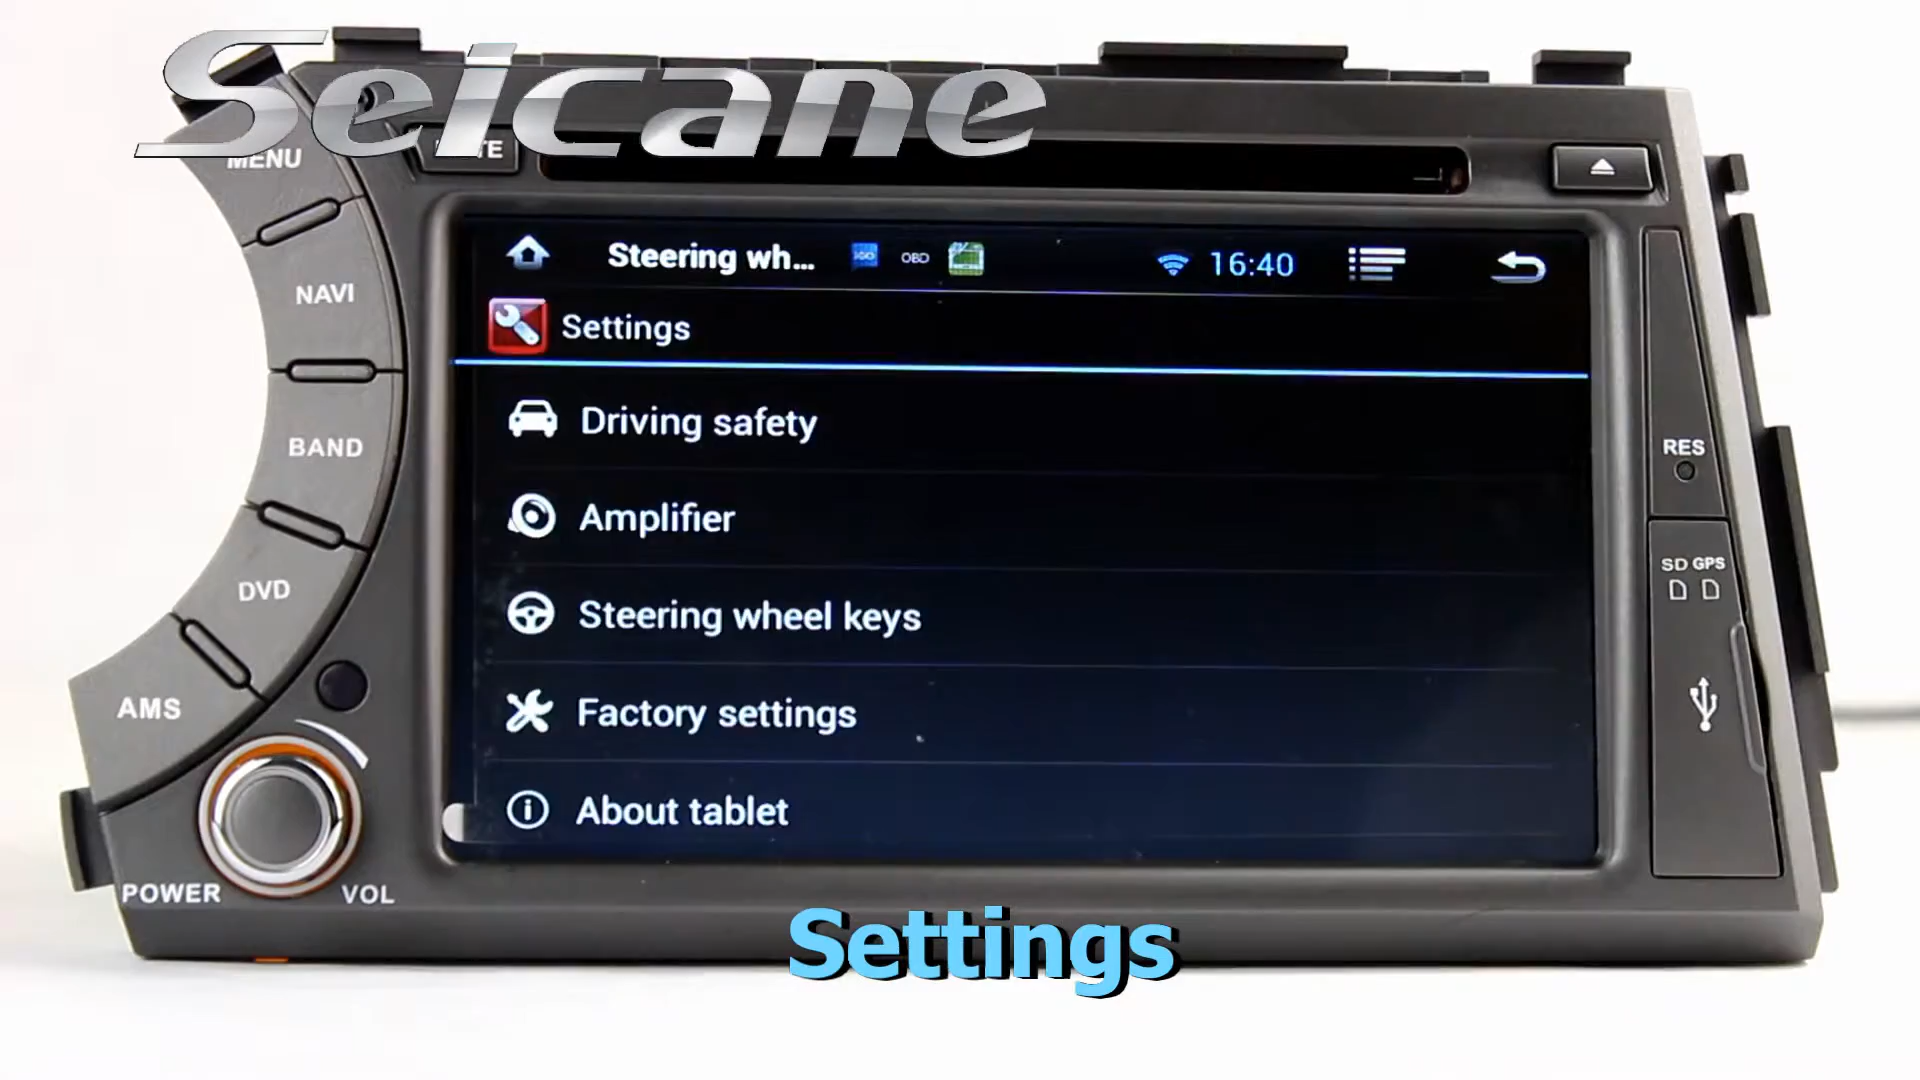 Seicane
MENU
Steering wh...
OBD
16:40
Settings
NAVI
Driving safety
BAND
RES
Amplifier
DVD
SD GPS
Steering wheel keys
AMS
Factory settings
About tablet
POWER
VOL
Settings